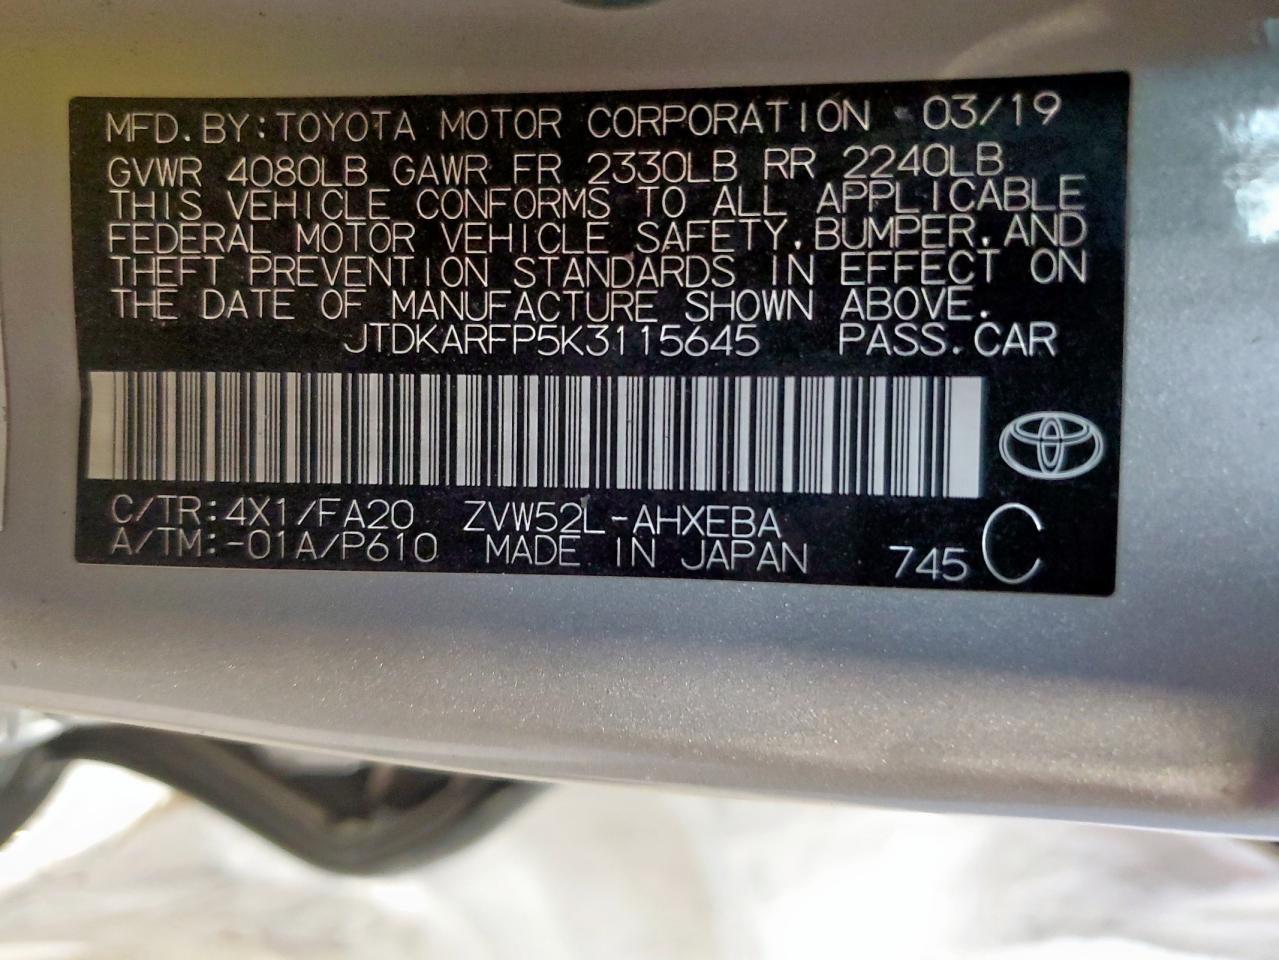 MFD.BY:TOYOTA MOTOR CORPORATION 03/19
GVWR 4080LB GAWR FR 2330LB RR 2240LB
THIS VEHICLE CONFORMS TO ALL APPLICABLE
FEDERAL MOTOR VEHICLE SAFETY,BUMPER,AND
THEFT PREVENTION STANDARDS IN EFFECT ON
THE DATE OF MANUFACTURE SHOWN ABOVE.
JTDKARFP5K3115645 PASS.CAR
C/TR:4X1/FA20 ZVW52L-AHXEBA
A/TM:-01A/P610 MADE IN JAPAN 745 C